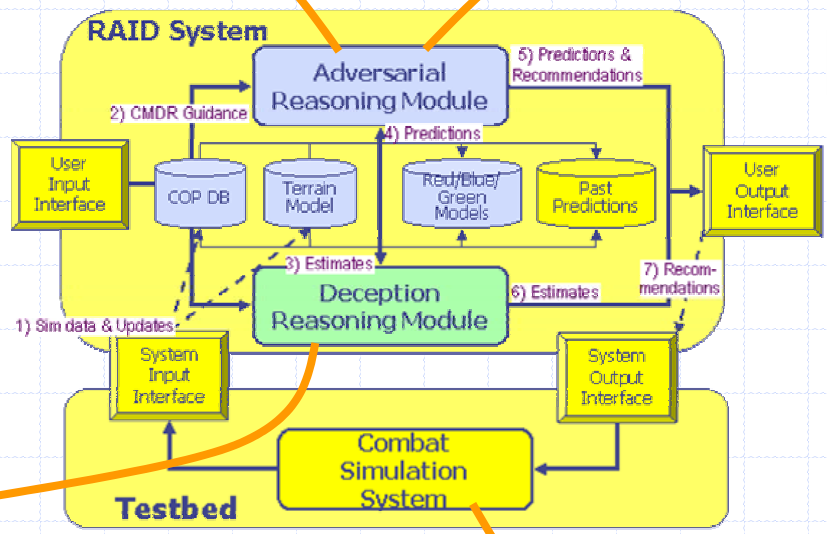 RAID System
Adversarial
Reasoning Module
5) Predictions &
Recommendations
2) CMDR Guidance
4) Predictions
User
Input
Interface
COP DB
Terrain
Model
Red/Blue/
Green
Models
Past
Predictions
User
Output
Interface
3) Estimates
Deception
Reasoning Module
6) Estimates
7) Recom-
mendations
1) Sim data & Updates
System
Input
Interface
System
Output
Interface
Combat
Simulation
System
Testbed